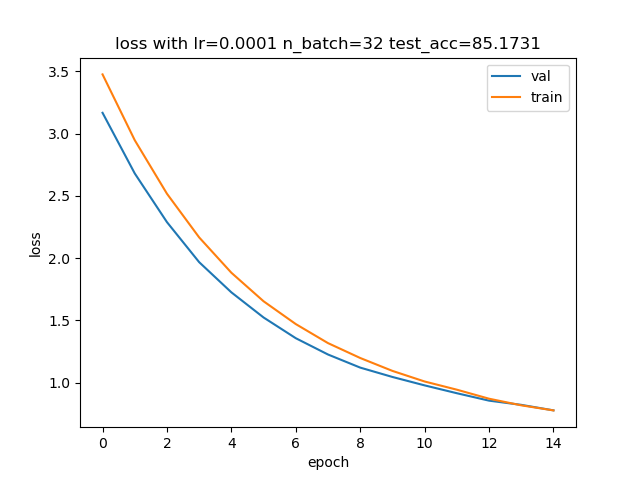 loss with lr=0.0001 n_batch=32 test_acc=85.1731
val
train
3.5
3.0
2.5
2.0
1.5
1.0
loss
0
2
4
6
8
10
12
14
epoch